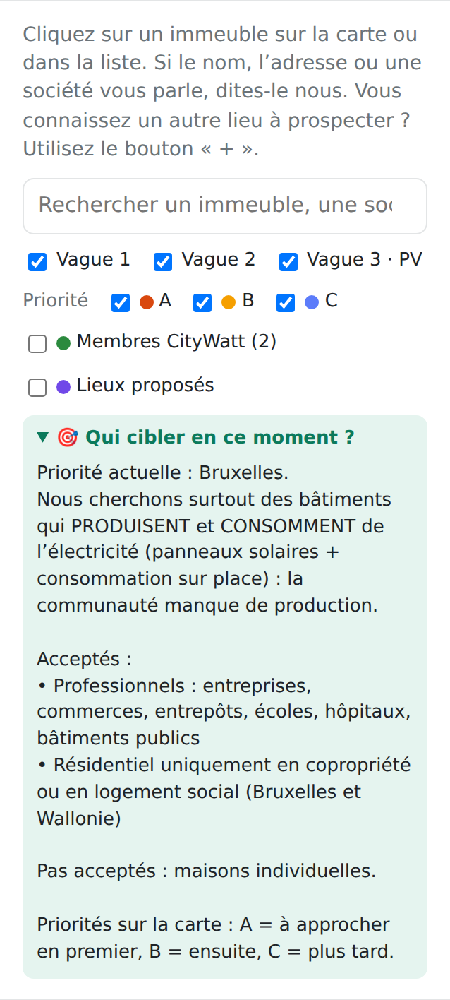 Cliquez sur un immeuble sur la carte ou
dans la liste. Si le nom, l’adresse ou une
société vous parle, dites-le nous. Vous
connaissez un autre lieu à prospecter ?
Utilisez le bouton « + ».
Rechercher un immeuble, une soc
Vague 1 Vague 2 Vague 3 · PV
Priorité A B C
Membres CityWatt (2)
Lieux proposés
▼ 🎯 Qui cibler en ce moment ?
Priorité actuelle : Bruxelles.
Nous cherchons surtout des bâtiments
qui PRODUISENT et CONSOMMENT de
l’électricité (panneaux solaires +
consommation sur place) : la
communauté manque de production.
Acceptés :
• Professionnels : entreprises,
commerces, entrepôts, écoles, hôpitaux,
bâtiments publics
• Résidentiel uniquement en copropriété
ou en logement social (Bruxelles et
Wallonie)
Pas acceptés : maisons individuelles.
Priorités sur la carte : A = à approcher
en premier, B = ensuite, C = plus tard.